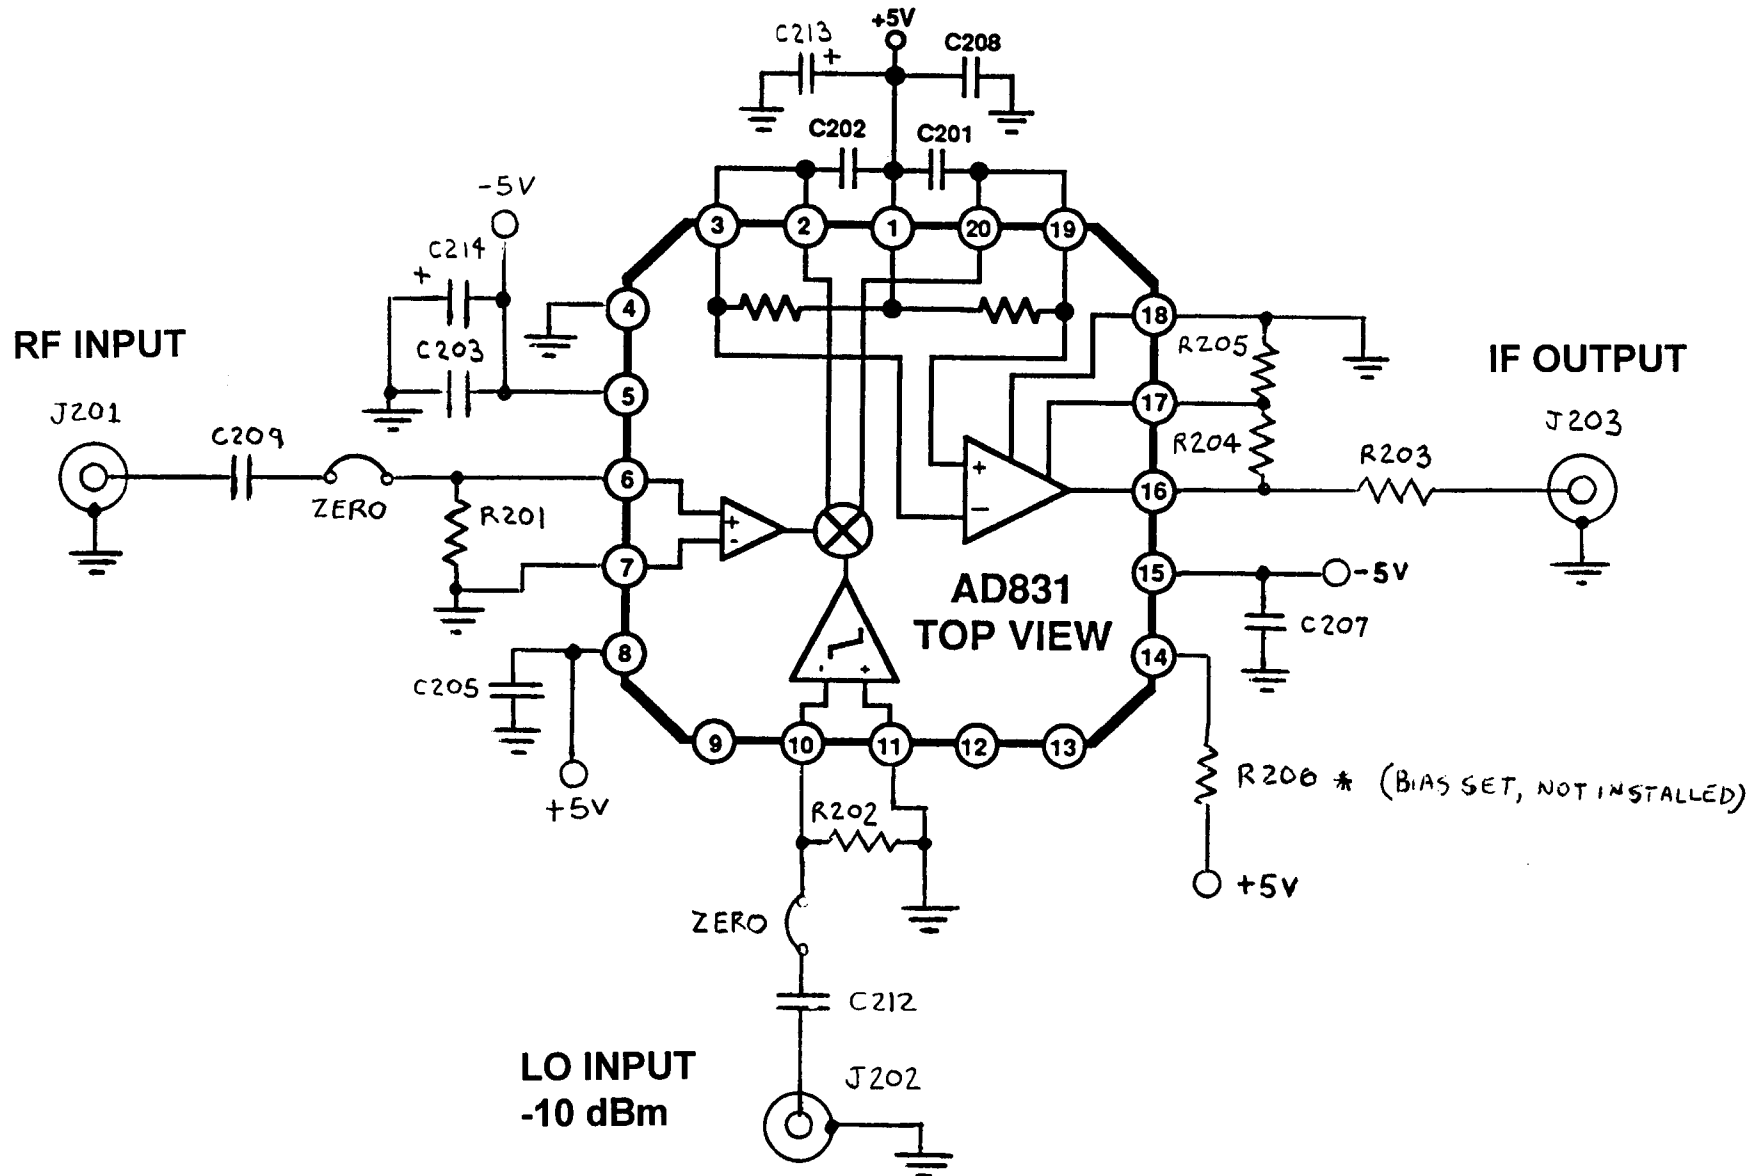 +5V
C213
+
C208
C202
C201
-5V
3
2
1
20
19
C214
+
4
18
RF INPUT
C203
R205
IF OUTPUT
5
17
J201
C209
R204
R203
J203
6
16
ZERO
R201
+
-
+
-
7
15
-5V
AD831
TOP VIEW
C207
8
14
C205
-
+
+5V
9
10
11
12
13
R206 * (BIAS SET, NOT INSTALLED)
R202
+5V
ZERO
C212
LO INPUT
-10 dBm
J202